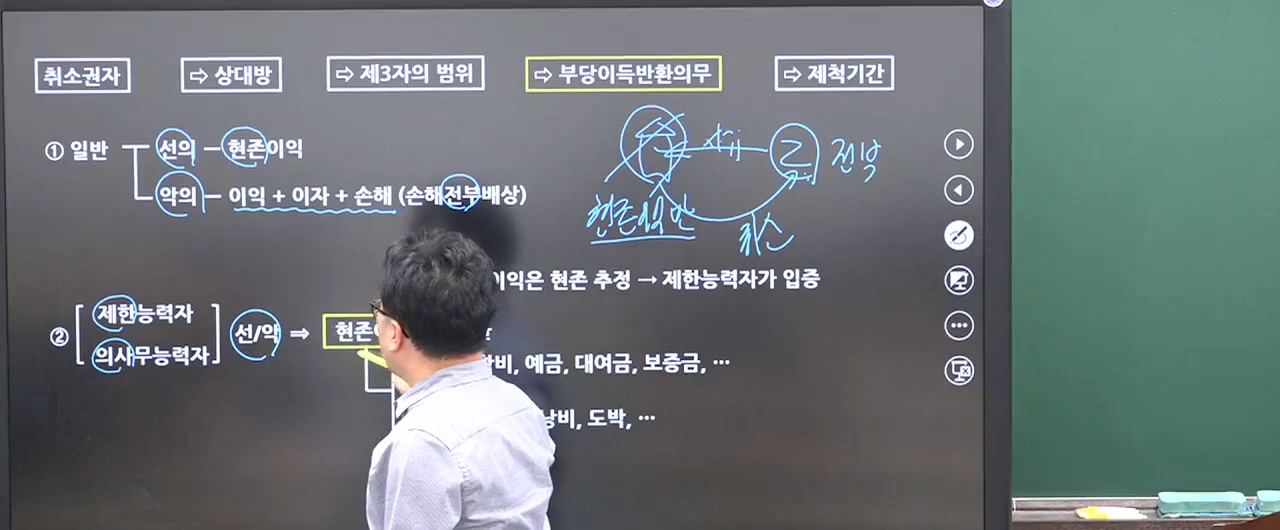 취소권자 ⇨ 상대방 ⇨ 제3자의 범위 ⇨ 부당이득반환의무 ⇨ 제척기간
① 일반 선의 – 현존이익
악의 – 이익 + 이자 + 손해 (손해전부배상)
乙 전부
현존이익만
취소
이익은 현존 추정 → 제한능력자가 입증
② 제한능력자 의사무능력자 선/악 ⇒ 현존
비, 예금, 대여금, 보증금, …
낭비, 도박, …